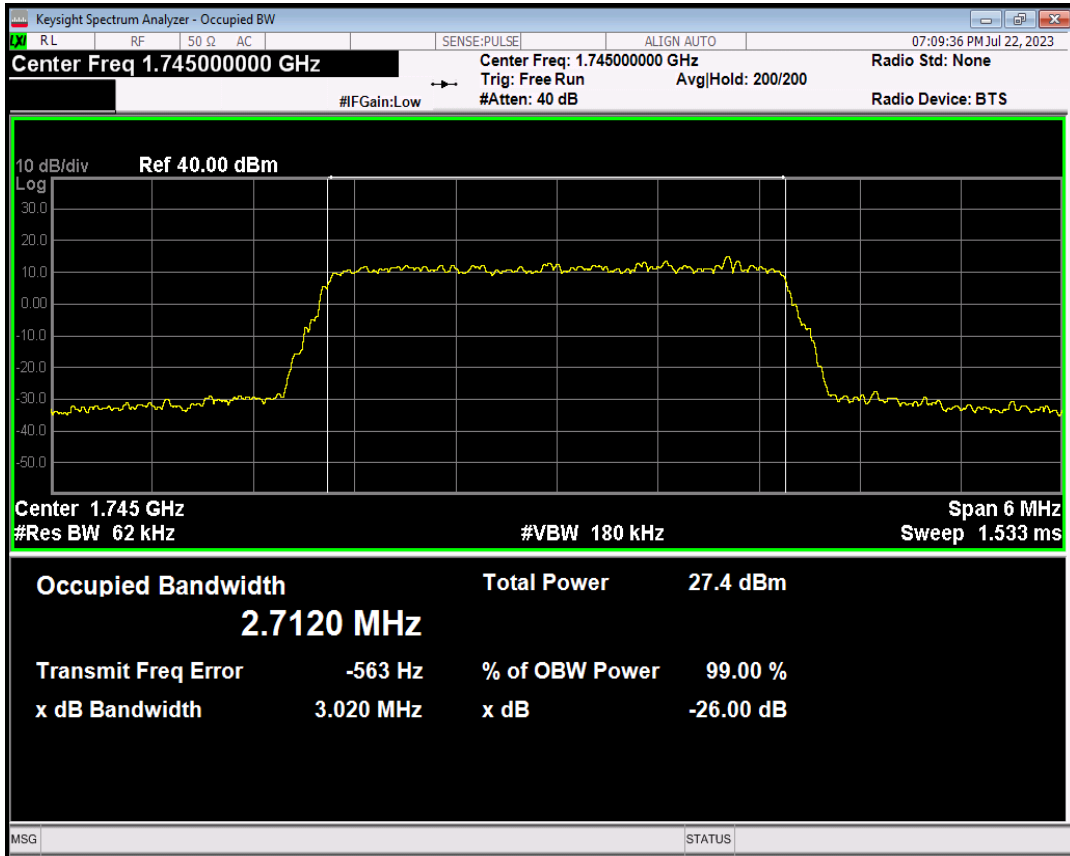 Keysight Spectrum Analyzer - Occupied BW
LXI RL RF 50 Ω AC SENSE:PULSE ALIGN AUTO 07:09:36 PM Jul 22, 2023
Center Freq 1.745000000 GHz Center Freq: 1.745000000 GHz Radio Std: None
Trig: Free Run Avg|Hold: 200/200
#IFGain:Low #Atten: 40 dB Radio Device: BTS
10 dB/div Ref 40.00 dBm
Log
30.0
20.0
10.0
0.00
-10.0
-20.0
-30.0
-40.0
-50.0
Center 1.745 GHz Span 6 MHz
#Res BW 62 kHz #VBW 180 kHz Sweep 1.533 ms
Occupied Bandwidth Total Power 27.4 dBm
2.7120 MHz
Transmit Freq Error -563 Hz % of OBW Power 99.00 %
x dB Bandwidth 3.020 MHz x dB -26.00 dB
MSG STATUS